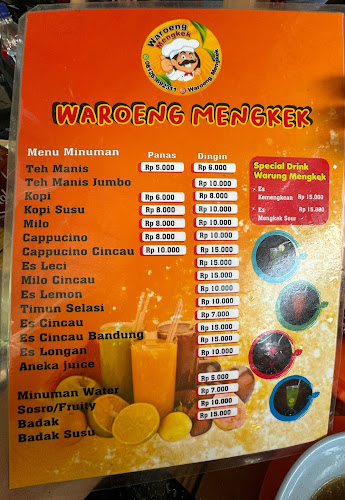 Waroeng Mengkek
081263692331 Waroeng Mengkek
WAROENG MENGKEK
Menu Minuman Panas Dingin
Teh Manis Rp 5.000 Rp 6.000
Teh Manis Jumbo Rp 10.000
Kopi Rp 6.000 Rp 8.000
Kopi Susu Rp 8.000 Rp 10.000
Milo Rp 8.000 Rp 10.000
Cappucino Rp 8.000 Rp 10.000
Cappucino Cincau Rp 10.000 Rp 15.000
Es Leci Rp 15.000
Milo Cincau Rp 15.000
Es Lemon Rp 10.000
Timun Selasi Rp 10.000
Es Cincau Rp 7.000
Es Cincau Bandung Rp 15.000
Es Longan Rp 15.000
Aneka juice Rp 10.000
Minuman Water Rp 5.000
Sosro/Fruity Rp 7.000
Badak Rp 10.000
Badak Susu Rp 15.000
Special Drink
Warung Mengkek
x Es
Kemengkean Rp 15.000
x Es Rp 15.000
Mengkek Sour